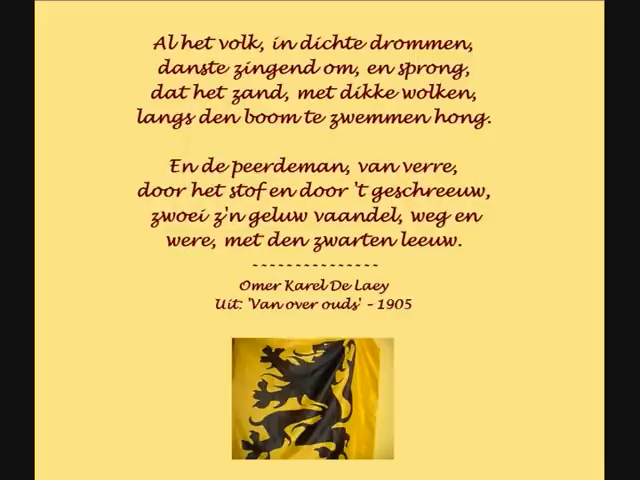 Al het volk, in dichte drommen,
danste zingend om, en sprong,
dat het zand, met dikke wolken,
langs den boom te zwemmen hong.
En de peerdeman, van verre,
door het stof en door 't geschreeuw,
zwoei z'n geluw vaandel, weg en
were, met den zwarten leeuw.
~~~~~~~~~~~~~~~
Omer Karel De Laey
Uit: 'Van over ouds' - 1905